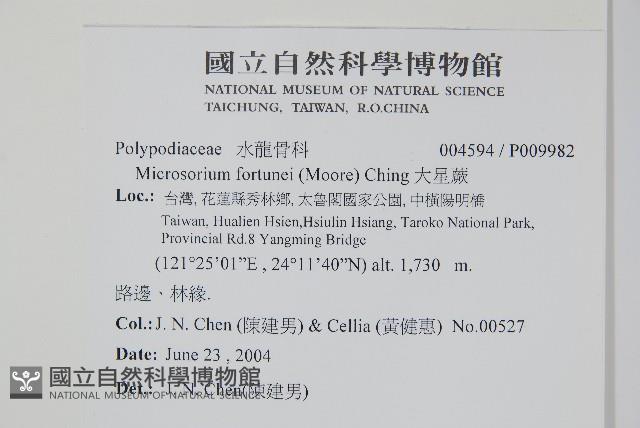 國立自然科學博物館
NATIONAL MUSEUM OF NATURAL SCIENCE
TAICHUNG, TAIWAN, R.O.CHINA
Polypodiaceae 水龍骨科 004594 / P009982
Microsorium fortunei (Moore) Ching 大星蕨
Loc.: 台灣, 花蓮縣秀林鄉, 太魯閣國家公園, 中橫陽明橋
Taiwan, Hualien Hsien,Hsiulin Hsiang, Taroko National Park,
Provincial Rd.8 Yangming Bridge
(121°25’01”E , 24°11’40”N) alt. 1,730 m.
路邊、林緣.
Col.: J. N. Chen (陳建男) & Cellia (黃健惠) No.00527
Date: June 23 , 2004
Det.: J. N. Chen(陳建男)
國立自然科學博物館
NATIONAL MUSEUM OF NATURAL SCIENCE